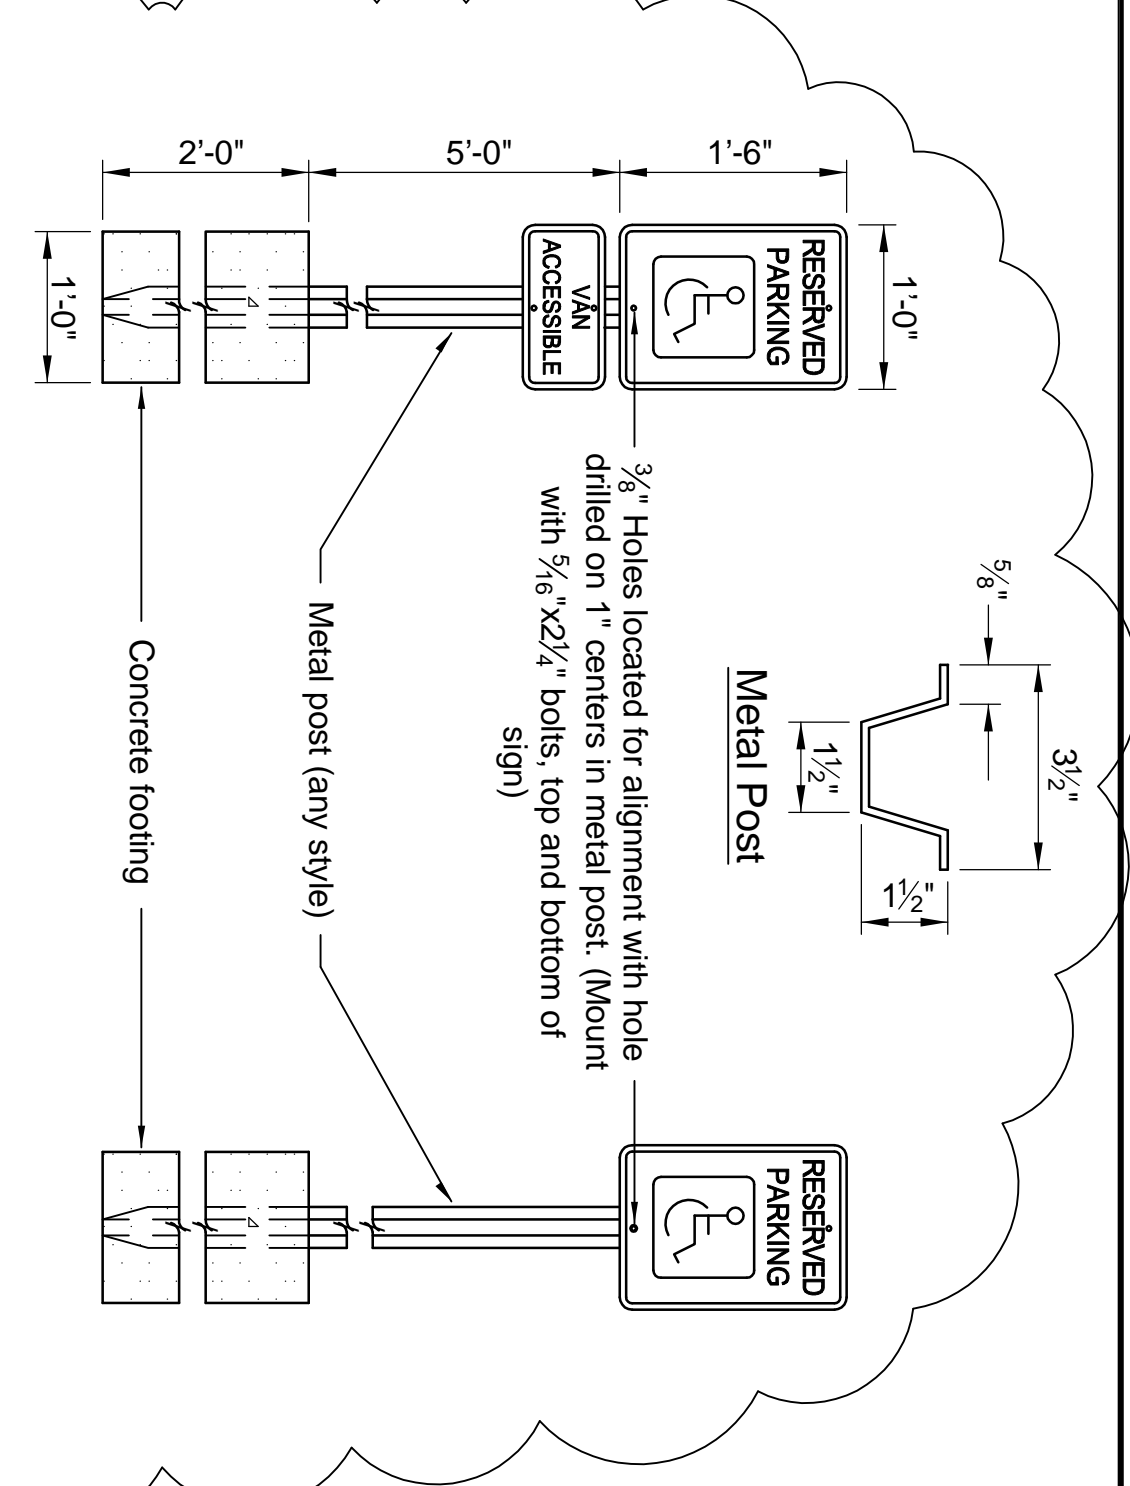 5/8"
3 1/2"
1 1/2"
1 1/2"
Metal Post
1'-0"
1'-6"
5'-0"
2'-0"
1'-0"
RESERVED
PARKING
VAN
ACCESSIBLE
3/8" Holes located for alignment with hole
drilled on 1" centers in metal post. (Mount
with 5/16"x2 1/4" bolts, top and bottom of
sign)
RESERVED
PARKING
Metal post (any style)
Concrete footing